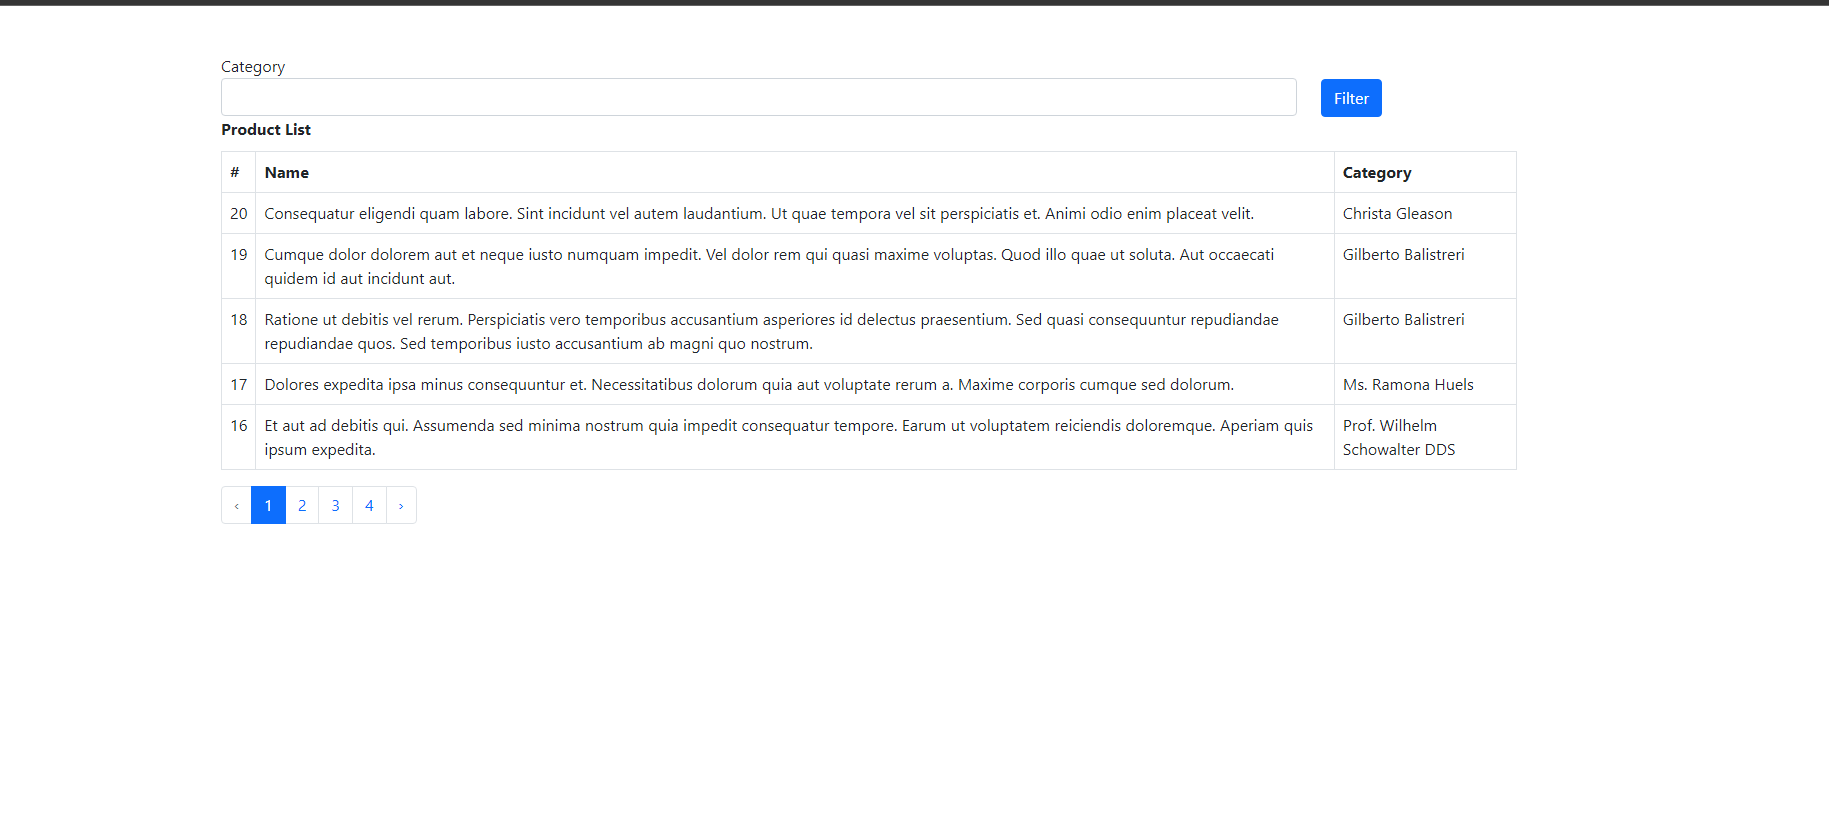 Category
Filter
Product List
# Name Category
20 Consequatur eligendi quam labore. Sint incidunt vel autem laudantium. Ut quae tempora vel sit perspiciatis et. Animi odio enim placeat velit. Christa Gleason
19 Cumque dolor dolorem aut et neque iusto numquam impedit. Vel dolor rem qui quasi maxime voluptas. Quod illo quae ut soluta. Aut occaecati Gilberto Balistreri
quidem id aut incidunt aut.
18 Ratione ut debitis vel rerum. Perspiciatis vero temporibus accusantium asperiores id delectus praesentium. Sed quasi consequuntur repudiandae Gilberto Balistreri
repudiandae quos. Sed temporibus iusto accusantium ab magni quo nostrum.
17 Dolores expedita ipsa minus consequuntur et. Necessitatibus dolorum quia aut voluptate rerum a. Maxime corporis cumque sed dolorum. Ms. Ramona Huels
16 Et aut ad debitis qui. Assumenda sed minima nostrum quia impedit consequatur tempore. Earum ut voluptatem reiciendis doloremque. Aperiam quis Prof. Wilhelm
ipsum expedita. Schowalter DDS
‹ 1 2 3 4 ›